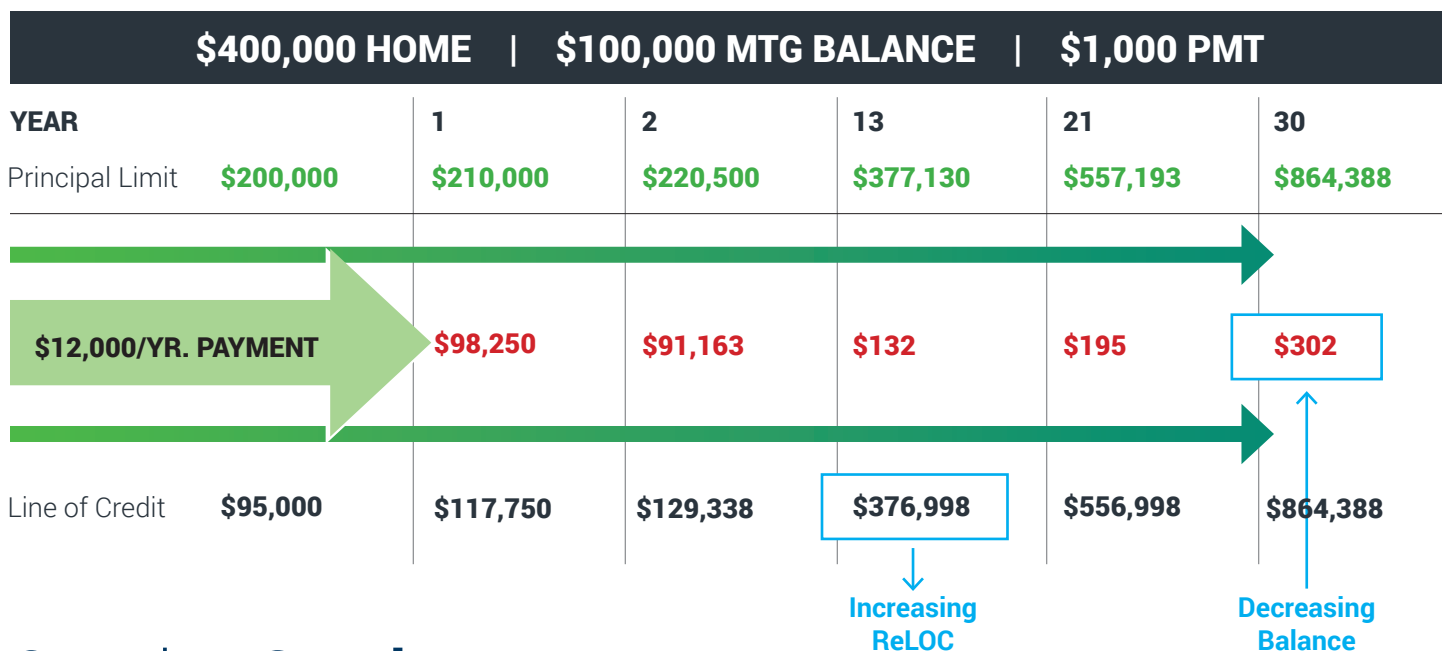 $400,000 HOME | $100,000 MTG BALANCE | $1,000 PMT
YEAR 1 2 13 21 30
Principal Limit $200,000 $210,000 $220,500 $377,130 $557,193 $864,388
$12,000/YR. PAYMENT $98,250 $91,163 $132 $195 $302
Line of Credit $95,000 $117,750 $129,338 $376,998 $556,998 $864,388
Increasing
ReLOC
Decreasing
Balance